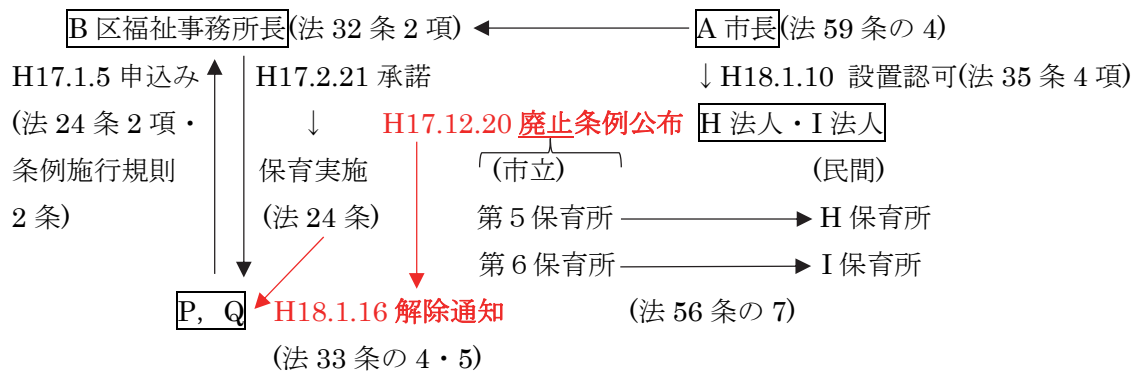 B 区福祉事務所長(法 32 条 2 項) A 市長(法 59 条の 4)
H17.1.5 申込み H17.2.21 承諾 ↓H18.1.10 設置認可(法 35 条 4 項)
(法 24 条 2 項・ ↓ H17.12.20 廃止条例公布 H 法人・I 法人
条例施行規則 保育実施 (市立) (民間)
2 条) (法 24 条) 第５保育所 H 保育所
第６保育所 I 保育所
P，Q H18.1.16 解除通知 (法 56 条の 7)
(法 33 条の 4・5)